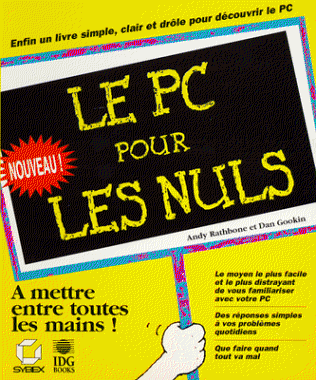 Enfin un livre simple, clair et drôle pour découvrir le PC
LE PC
POUR
LES NULS
NOUVEAU !
Andy Rathbone et Dan Gookin
A mettre
entre toutes
les mains !
Le moyen le plus facile
et le plus distrayant
de vous familiariser
avec votre PC
Des réponses simples
à vos problèmes
quotidiens
Que faire quand
tout va mal
SYBEX
IDG
BOOKS